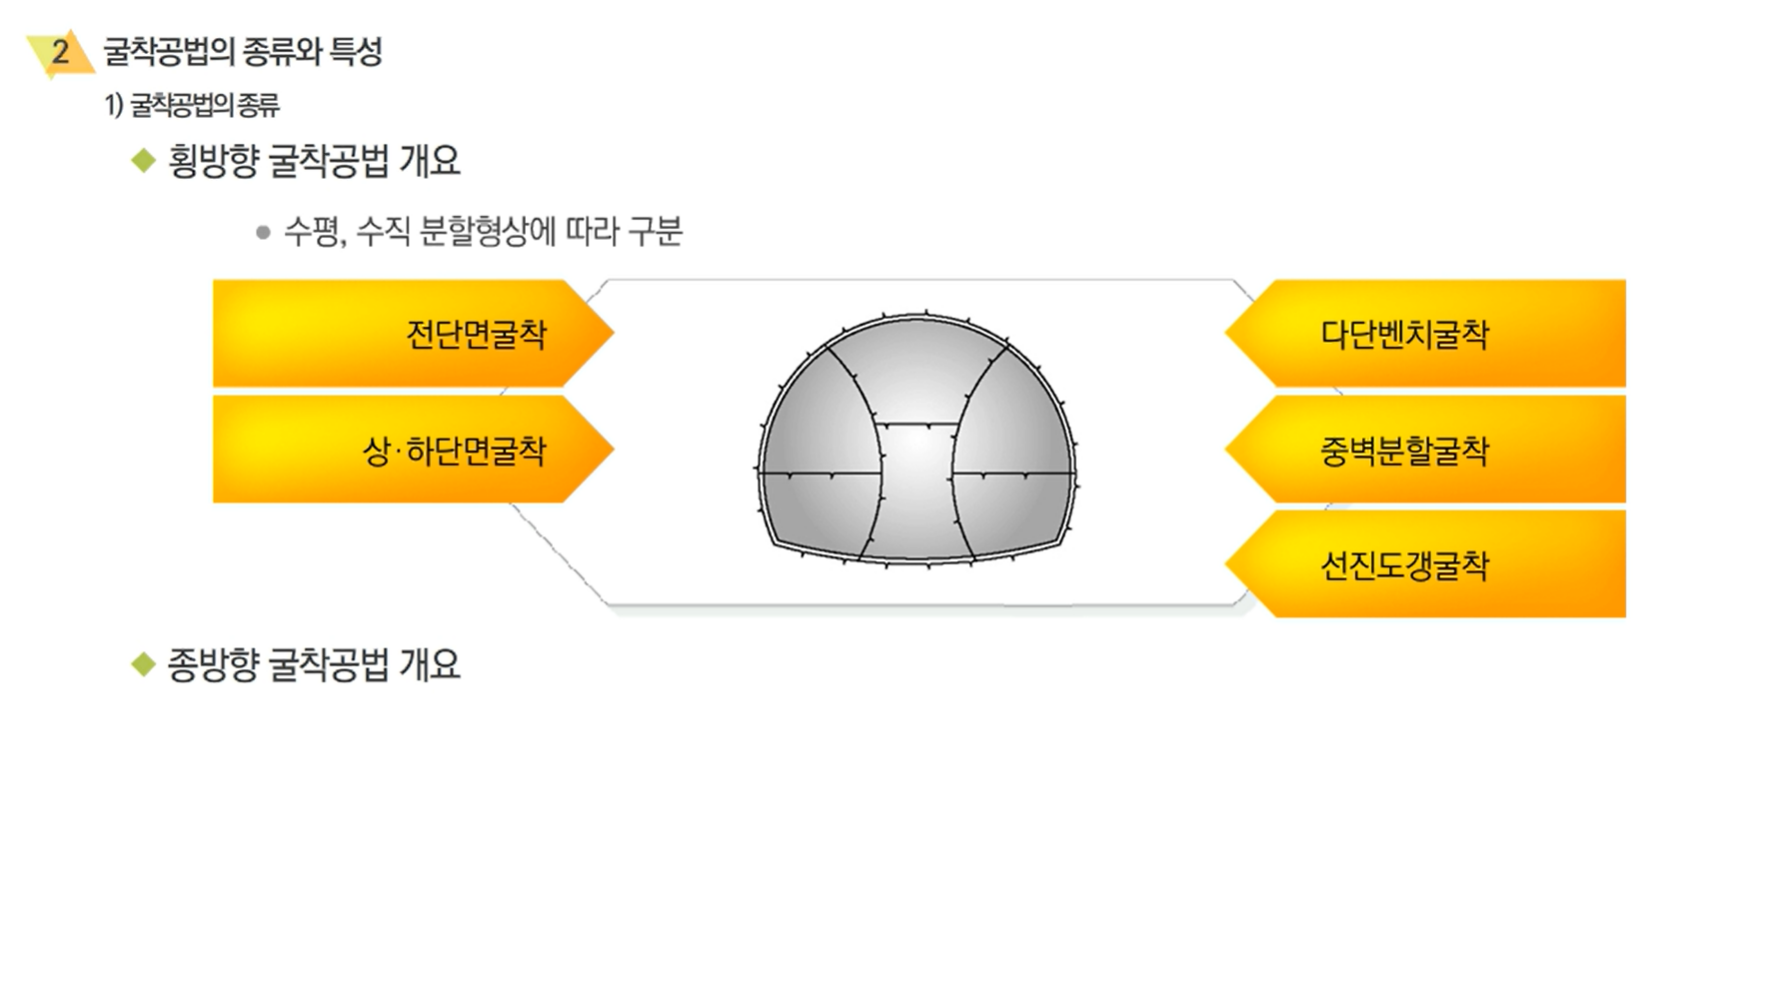 2 굴착공법의 종류와 특성
1) 굴착공법의 종류
횡방향 굴착공법 개요
수평, 수직 분할형상에 따라 구분
전단면굴착
상·하단면굴착
다단벤치굴착
중벽분할굴착
선진도갱굴착
종방향 굴착공법 개요